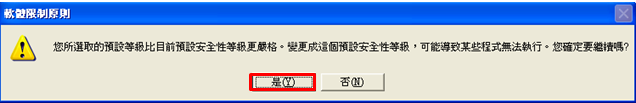 軟體限制原則
您所選取的預設等級比目前預設安全性等級更嚴格。變更成這個預設安全性等級，可能導致某些程式無法執行。您確定要繼續嗎?
是(Y)
否(N)